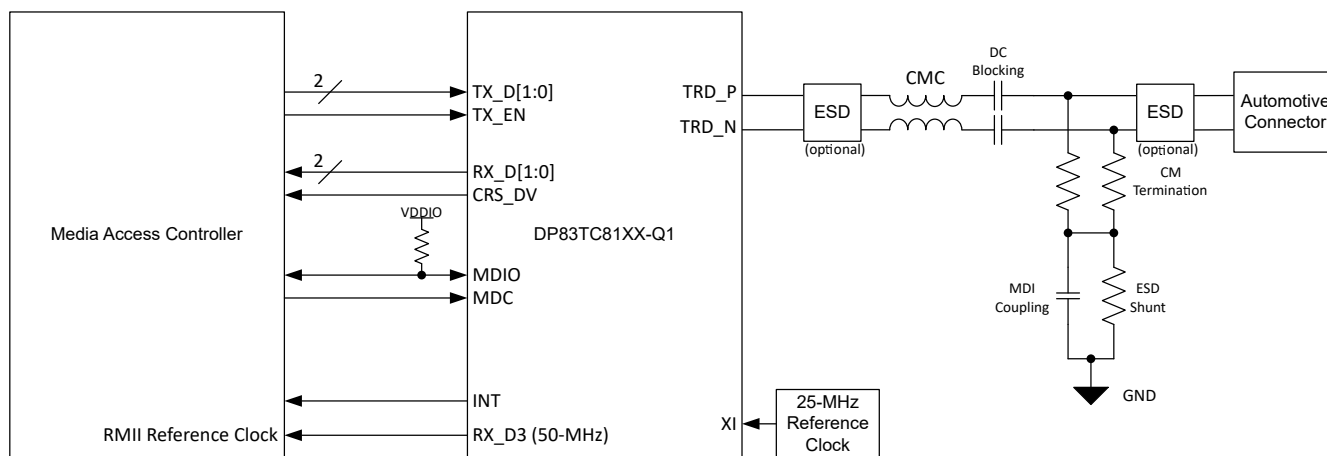 DC
Blocking
CMC
2
TX_D[1:0]
TX_EN
TRD_P
TRD_N
ESD
(optional)
ESD
(optional)
Automotive
Connector
2
RX_D[1:0]
CRS_DV
CM
Termination
VDDIO
Media Access Controller
DP83TC81XX-Q1
MDIO
MDC
MDI
Coupling
ESD
Shunt
GND
INT
RMII Reference Clock
RX_D3 (50-MHz)
XI
25-MHz
Reference
Clock